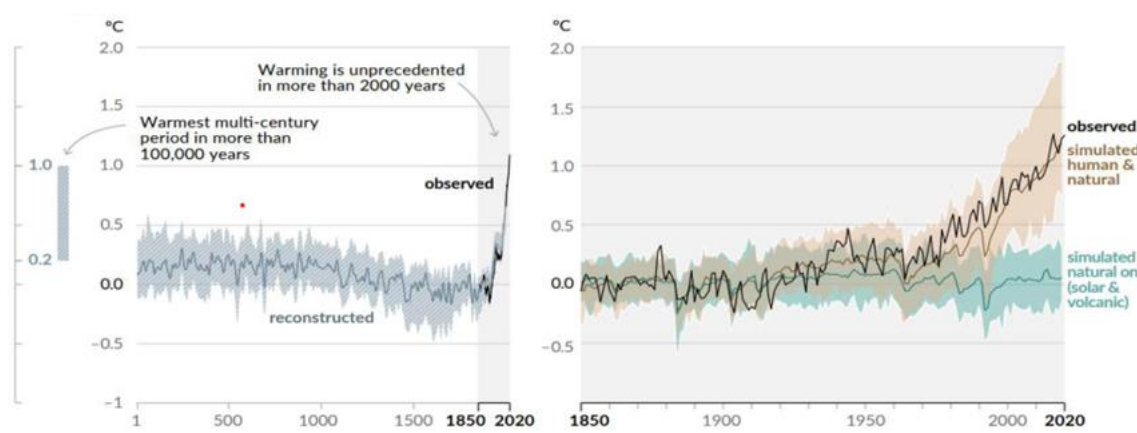 °C
2.0
1.5
1.0
0.5
0.0
−0.5
−1
1.0
0.2
Warming is unprecedented
in more than 2000 years
Warmest multi-century
period in more than
100,000 years
observed
reconstructed
1
500
1000
1500
1850
2020
°C
2.0
1.5
1.0
0.5
0.0
−0.5
observed
simulated
human &
natural
simulated
natural on
(solar &
volcanic)
1850
1900
1950
2000
2020